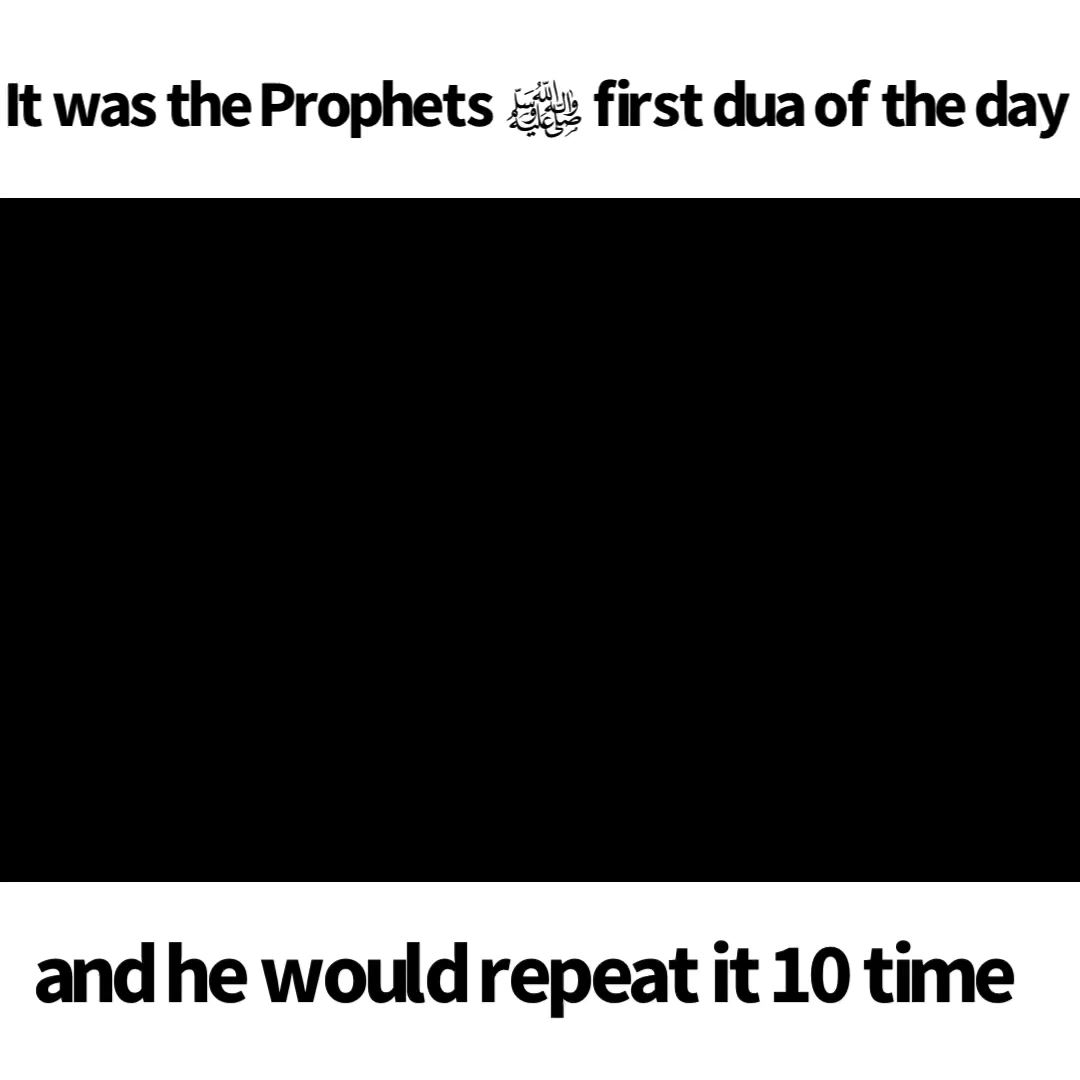 It was the Prophets ﷺ first dua of the day
and he would repeat it 10 time